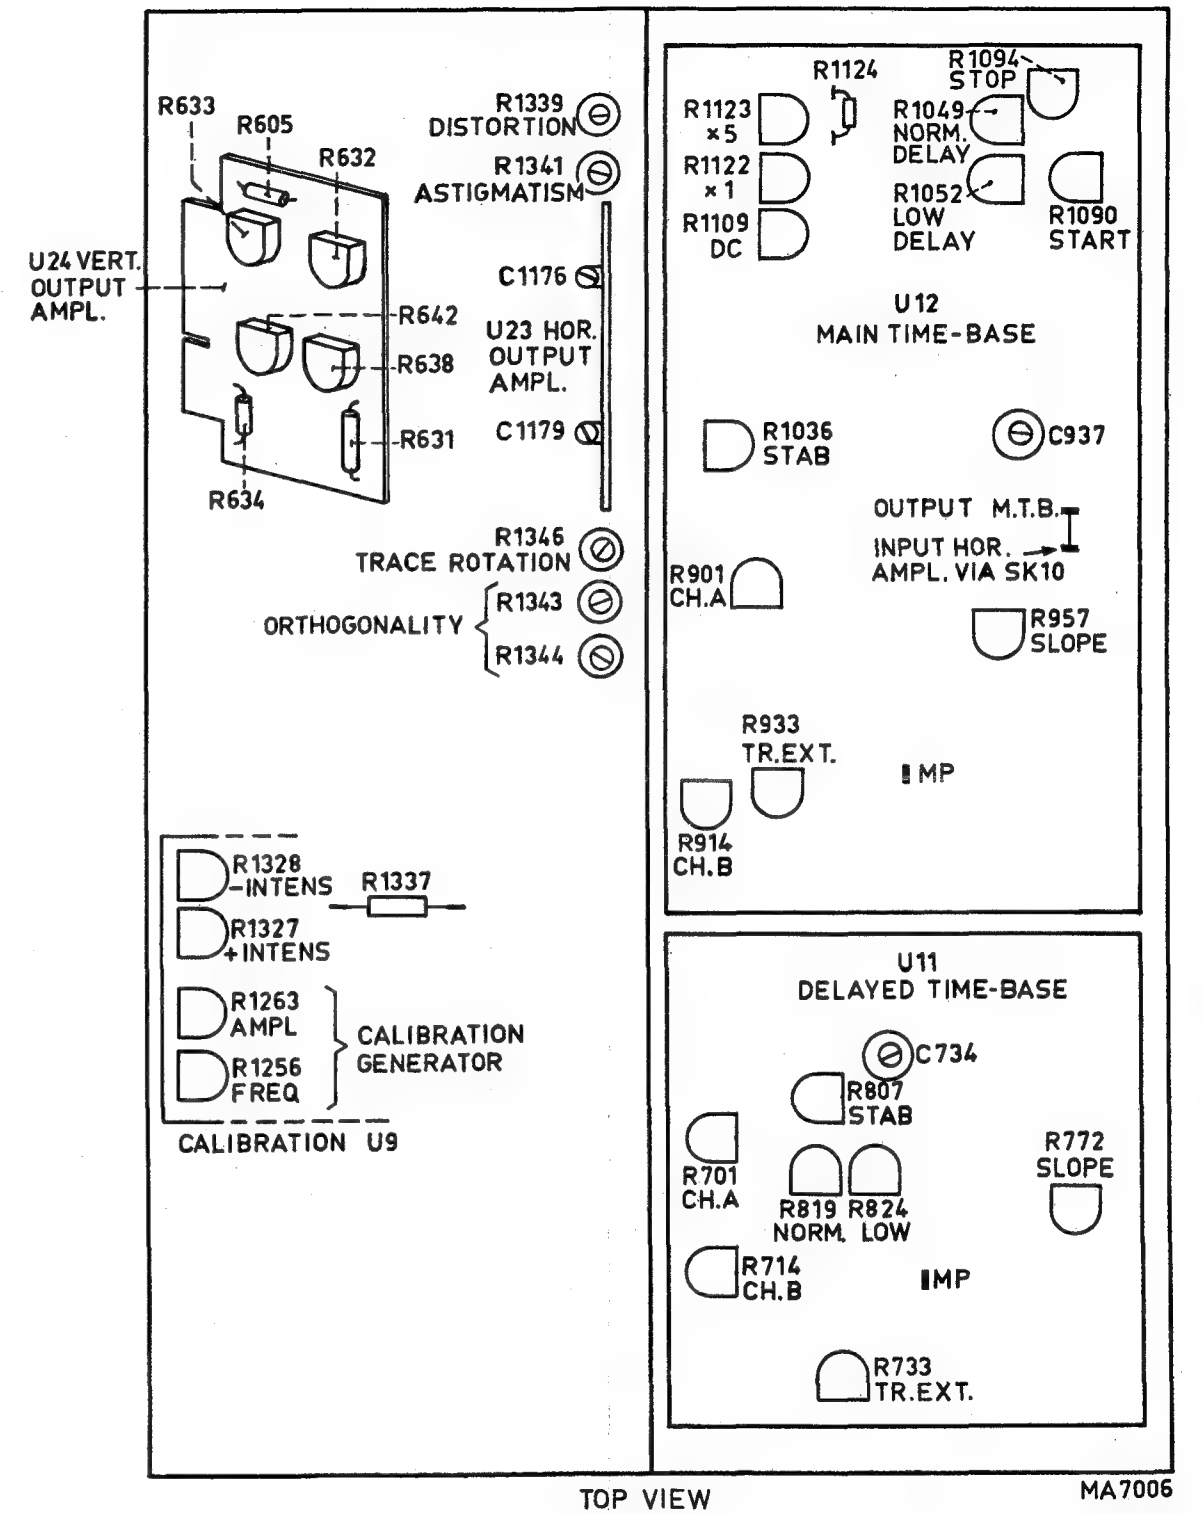 R633
R605
R632
U24 VERT.
OUTPUT
AMPL.
R642
R638
R631
R634
R1339
DISTORTION
R1341
ASTIGMATISM
C1176
U23 HOR.
OUTPUT
AMPL.
C1179
R1346
TRACE ROTATION
R1343
ORTHOGONALITY
R1344
R1328
-INTENS
R1337
R1327
+INTENS
R1263
AMPL
R1256
FREQ
CALIBRATION
GENERATOR
CALIBRATION U9
R1123
×5
R1124
R1094
STOP
R1049
NORM.
DELAY
R1122
×1
R1052
LOW
DELAY
R1109
DC
R1090
START
U12
MAIN TIME-BASE
R1036
STAB
C937
OUTPUT M.T.B.
INPUT HOR.
AMPL. VIA SK10
R901
CH.A
R957
SLOPE
R933
TR.EXT.
MP
R914
CH.B
U11
DELAYED TIME-BASE
C734
R807
STAB
R701
CH.A
R819
NORM.
R824
LOW
R772
SLOPE
R714
CH.B
MP
R733
TR.EXT.
TOP VIEW
MA7006